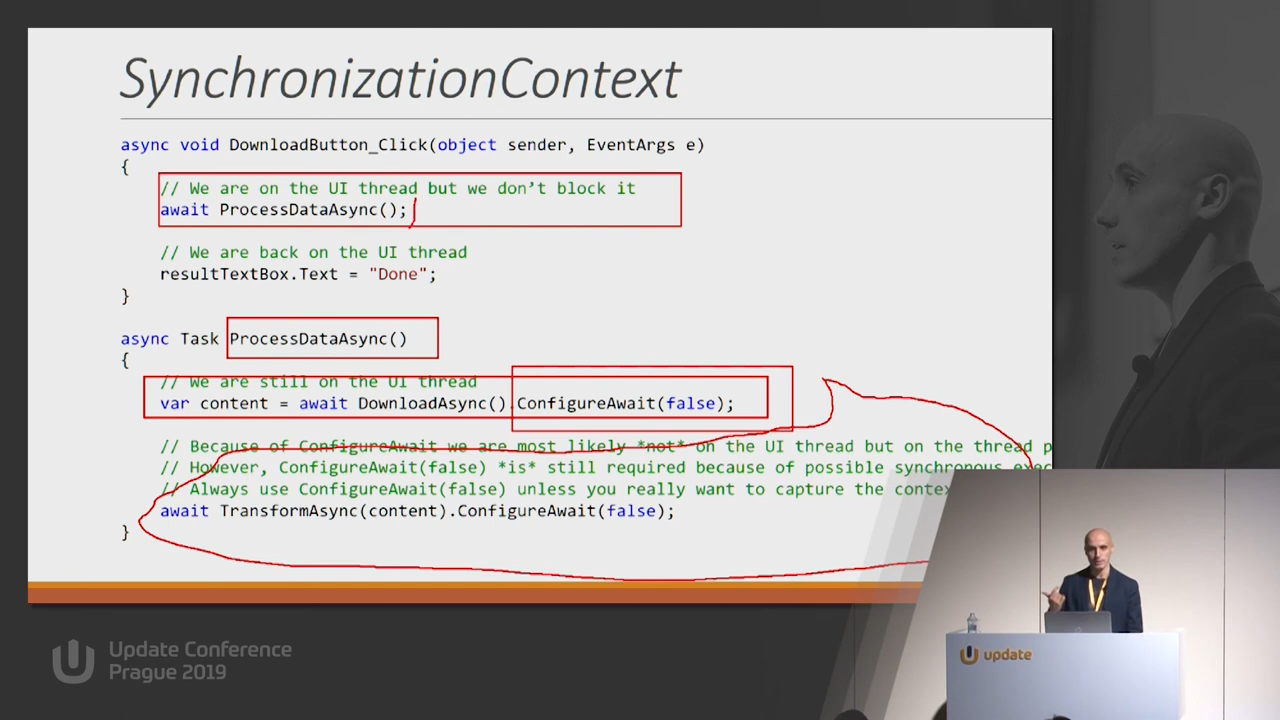 SynchronizationContext
async void DownloadButton_Click(object sender, EventArgs e)
{
// We are on the UI thread but we don't block it
await ProcessDataAsync();
// We are back on the UI thread
resultTextBox.Text = "Done";
}
async Task ProcessDataAsync()
{
// We are still on the UI thread
var content = await DownloadAsync().ConfigureAwait(false);
// Because of ConfigureAwait we are most likely *not* on the UI thread but on the thread p
// However, ConfigureAwait(false) *is* still required because of possible synchronous exec
// Always use ConfigureAwait(false) unless you really want to capture the contex
await TransformAsync(content).ConfigureAwait(false);
}
Update Conference
Prague 2019
update